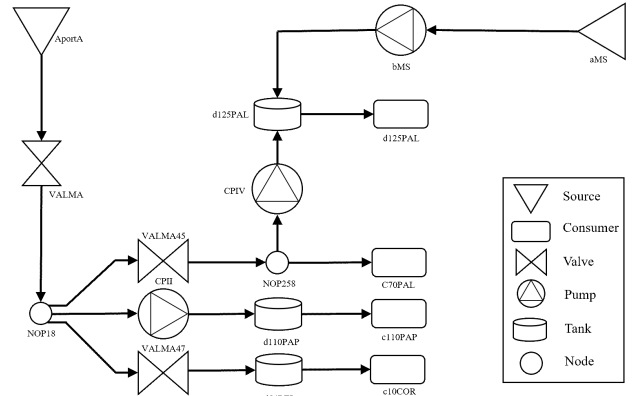 AportA
bMS
aMS
d125PAL
d125PAL
VALMA
CPIV
Source
Consumer
Valve
Pump
Tank
Node
VALMA45
CPII
NOP258
C70PAL
NOP18
VALMA47
d110PAP
c110PAP
c10COR